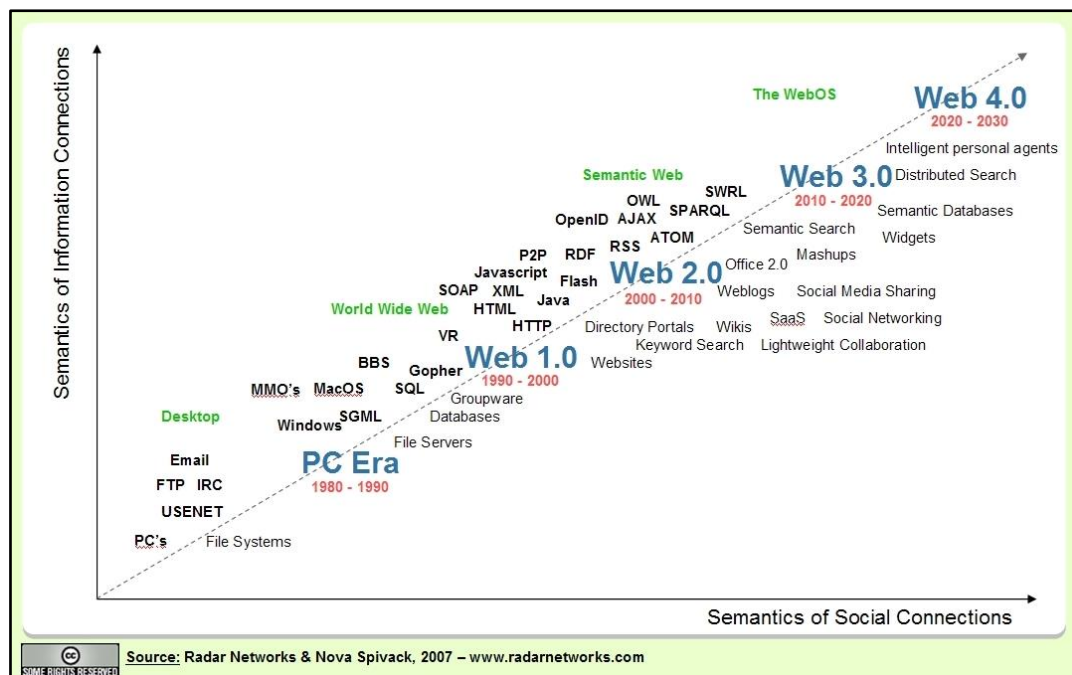 Semantics of Information Connections
The WebOS
Web 4.0
2020 - 2030
Intelligent personal agents
Semantic Web
Web 3.0
Distributed Search
2010 - 2020
SWRL
OWL
SPARQL
Semantic Databases
OpenID
AJAX
Semantic Search
Widgets
ATOM
RSS
Mashups
P2P
RDF
Office 2.0
Javascript
Web 2.0
Flash
2000 - 2010
Weblogs
Social Media Sharing
SOAP
XML
Java
World Wide Web
HTML
SaaS
Social Networking
HTTP
Directory Portals
Wikis
VR
Keyword Search
Lightweight Collaboration
Web 1.0
1990 - 2000
Websites
BBS
Gopher
MMO's
MacOS
SQL
Groupware
Desktop
SGML
Databases
Windows
File Servers
Email
PC Era
1980 - 1990
FTP
IRC
USENET
PC's
File Systems
Semantics of Social Connections
cc
SOME RIGHTS RESERVED
Source: Radar Networks & Nova Spivack, 2007 – www.radarnetworks.com